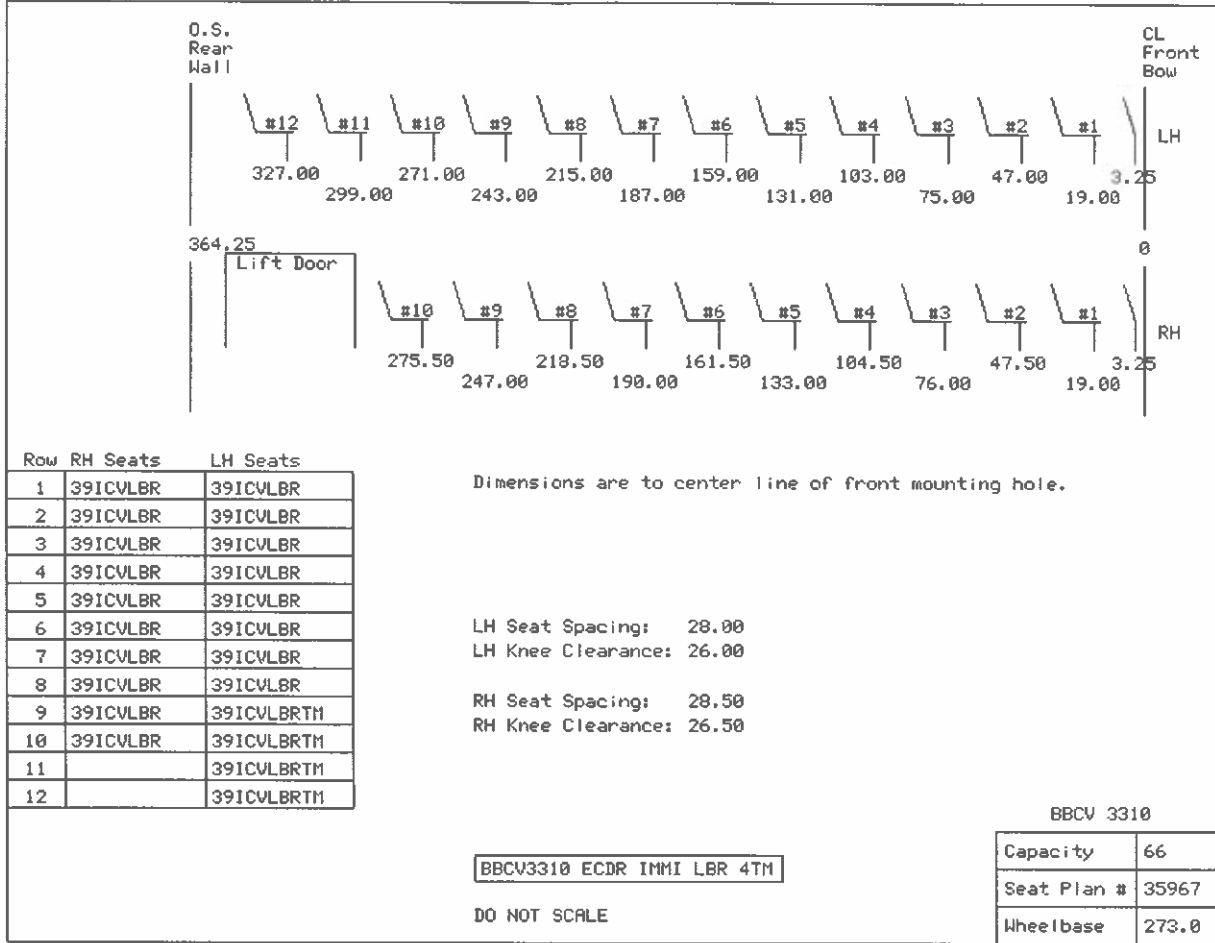 O.S.
Rear
Wall
CL
Front
Bow
#12 #11 #10 #9 #8 #7 #6 #5 #4 #3 #2 #1 LH
327.00 271.00 215.00 159.00 103.00 47.00 3.25
299.00 243.00 187.00 131.00 75.00 19.00
364.25 0
Lift Door
#10 #9 #8 #7 #6 #5 #4 #3 #2 #1 RH
275.50 218.50 161.50 104.50 47.50 3.25
247.00 190.00 133.00 76.00 19.00
Row RH Seats LH Seats
1 39ICVLBR 39ICVLBR
2 39ICVLBR 39ICVLBR
3 39ICVLBR 39ICVLBR
4 39ICVLBR 39ICVLBR
5 39ICVLBR 39ICVLBR
6 39ICVLBR 39ICVLBR
7 39ICVLBR 39ICVLBR
8 39ICVLBR 39ICVLBR
9 39ICVLBR 39ICVLBRTM
10 39ICVLBR 39ICVLBRTM
11 39ICVLBRTM
12 39ICVLBRTM
Dimensions are to center line of front mounting hole.
LH Seat Spacing: 28.00
LH Knee Clearance: 26.00
RH Seat Spacing: 28.50
RH Knee Clearance: 26.50
BBCV3310 ECDR IMMI LBR 4TM
DO NOT SCALE
BBCV 3310
Capacity 66
Seat Plan # 35967
Wheelbase 273.0